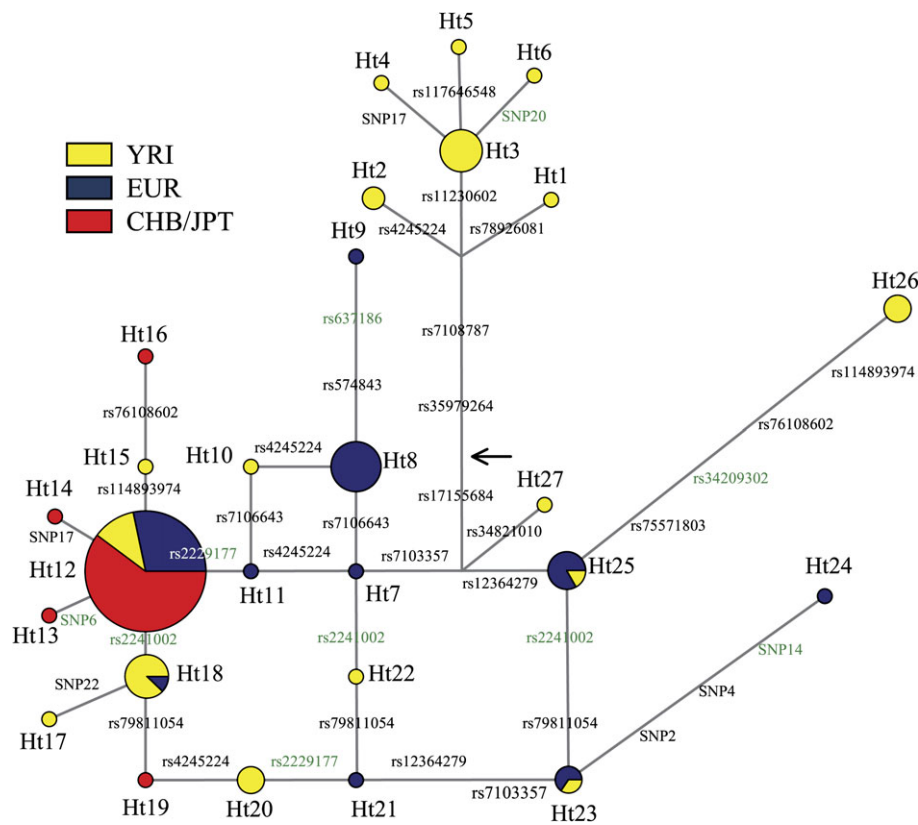 Ht5
Ht4
Ht6
rs117646548
SNP17
SNP20
YRI
EUR
CHB/JPT
Ht3
Ht2
rs11230602
Ht1
Ht9
rs4245224
rs78926081
Ht26
rs637186
rs7108787
Ht16
rs114893974
rs574843
rs35979264
rs76108602
rs76108602
Ht15
Ht10
rs4245224
Ht8
Ht27
rs34209302
Ht14
rs114893974
rs17155684
SNP17
rs7106643
rs7106643
rs34821010
rs75571803
Ht12
rs2229177
rs4245224
rs7103357
rs12364279
Ht25
Ht24
Ht11
Ht7
Ht13
SNP6
rs2241002
rs2241002
rs2241002
SNP14
Ht18
Ht22
SNP22
SNP4
Ht17
rs79811054
rs79811054
rs79811054
SNP2
rs4245224
rs2229177
rs12364279
rs7103357
Ht19
Ht20
Ht21
Ht23